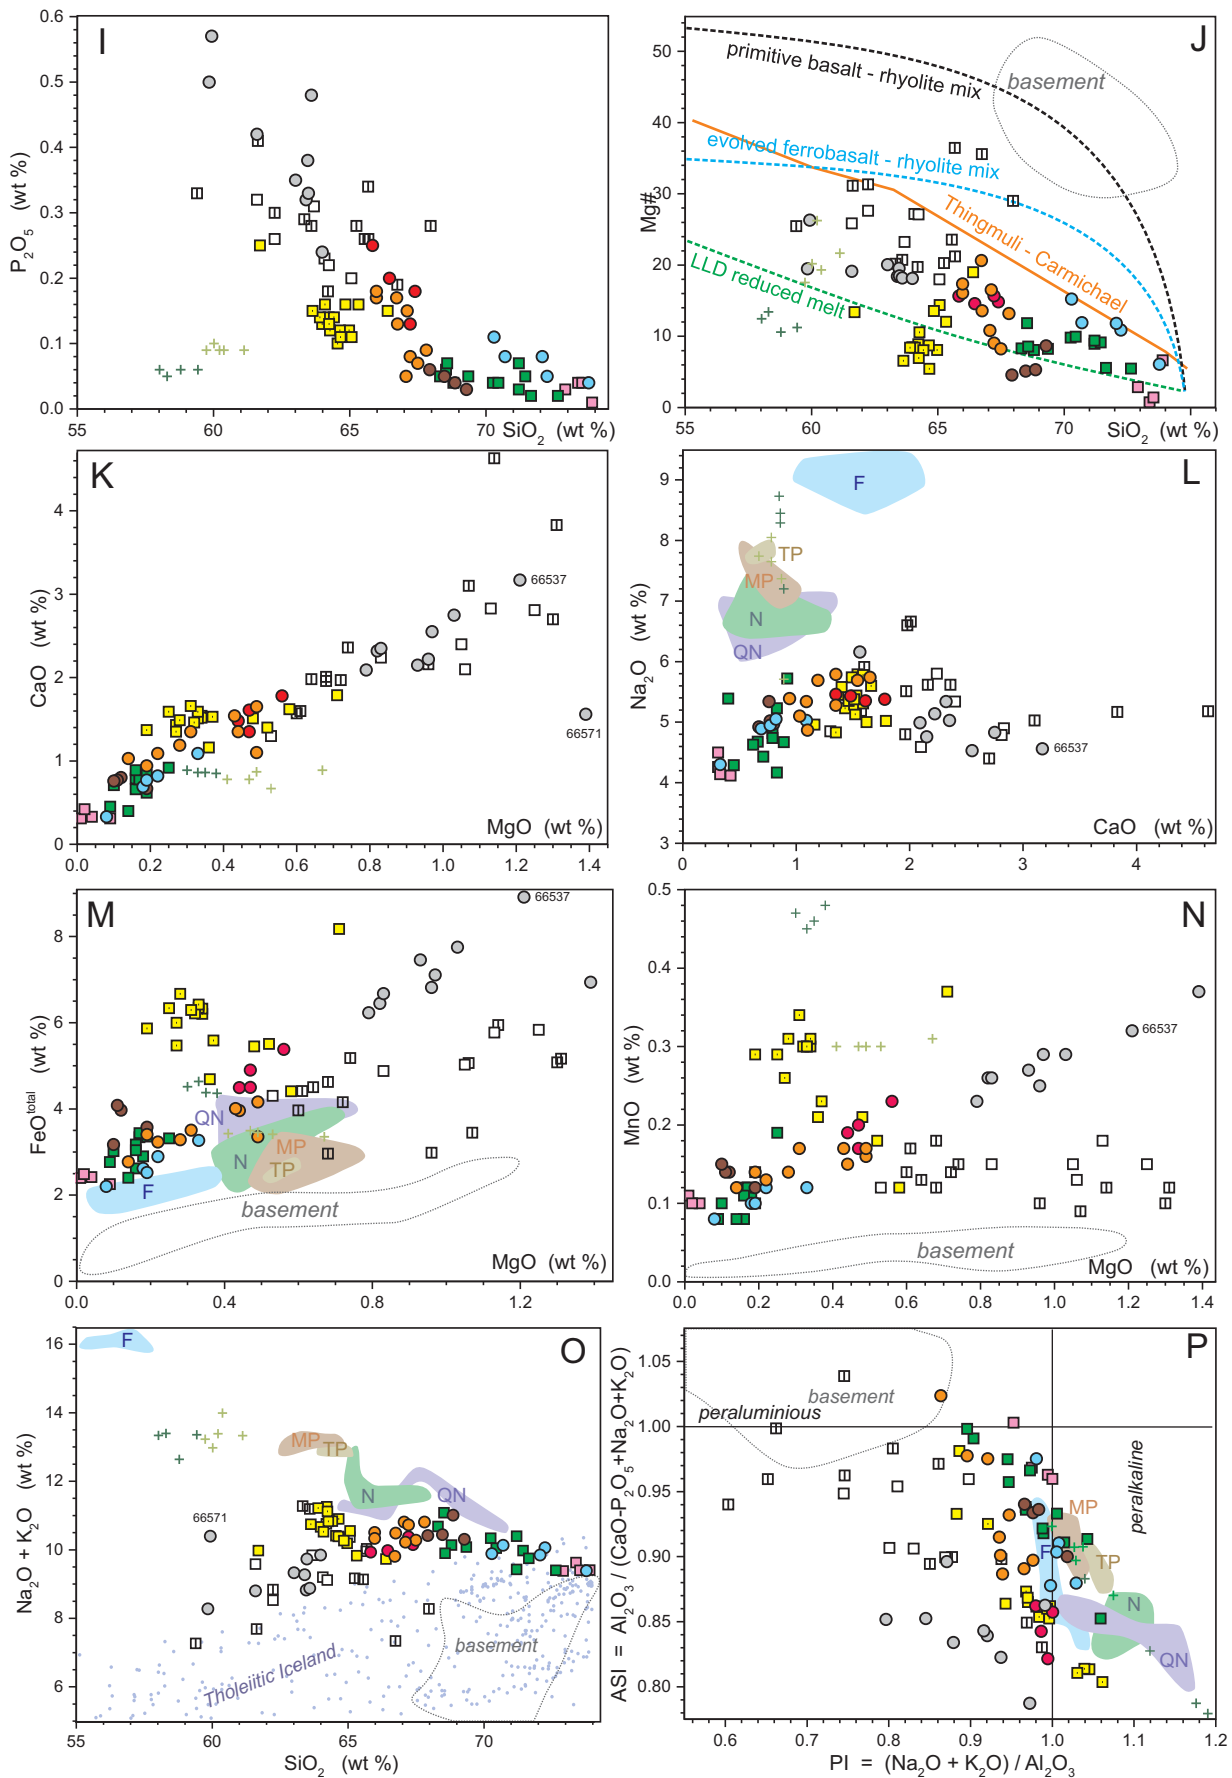 I
0.6
0.5
0.4
0.3
0.2
0.1
0.0
P2O5 (wt %)
55
60
65
70
SiO2 (wt %)
J
50
40
30
20
10
0
Mg#
primitive basalt - rhyolite mix
basement
evolved ferrobasalt - rhyolite mix
Thingmuli - Carmichael
LLD reduced melt
55
60
65
70
SiO2 (wt %)
K
4
3
2
1
0
CaO (wt %)
66537
66571
MgO (wt %)
0.0
0.2
0.4
0.6
0.8
1.0
1.2
1.4
L
9
8
7
6
5
4
3
Na2O (wt %)
F
TP
MP
N
QN
66537
CaO (wt %)
0
1
2
3
4
M
8
6
4
2
0
FeOtotal (wt %)
66537
QN
N
MP
TP
F
basement
MgO (wt %)
0.0
0.4
0.8
1.2
N
0.5
0.4
0.3
0.2
0.1
0.0
MnO (wt %)
66537
basement
MgO (wt %)
0.0
0.2
0.4
0.6
0.8
1.0
1.2
1.4
O
16
14
12
10
8
6
Na2O + K2O (wt %)
F
MP
TP
N
QN
66571
Tholeiitic Iceland
basement
55
60
65
70
SiO2 (wt %)
P
1.05
1.00
0.95
0.90
0.85
0.80
ASI = Al2O3 / (CaO-P2O5+Na2O+K2O)
basement
peraluminious
peralkaline
MP
F
TP
N
QN
0.6
0.7
0.8
0.9
1.0
1.1
1.2
PI = (Na2O + K2O) / Al2O3